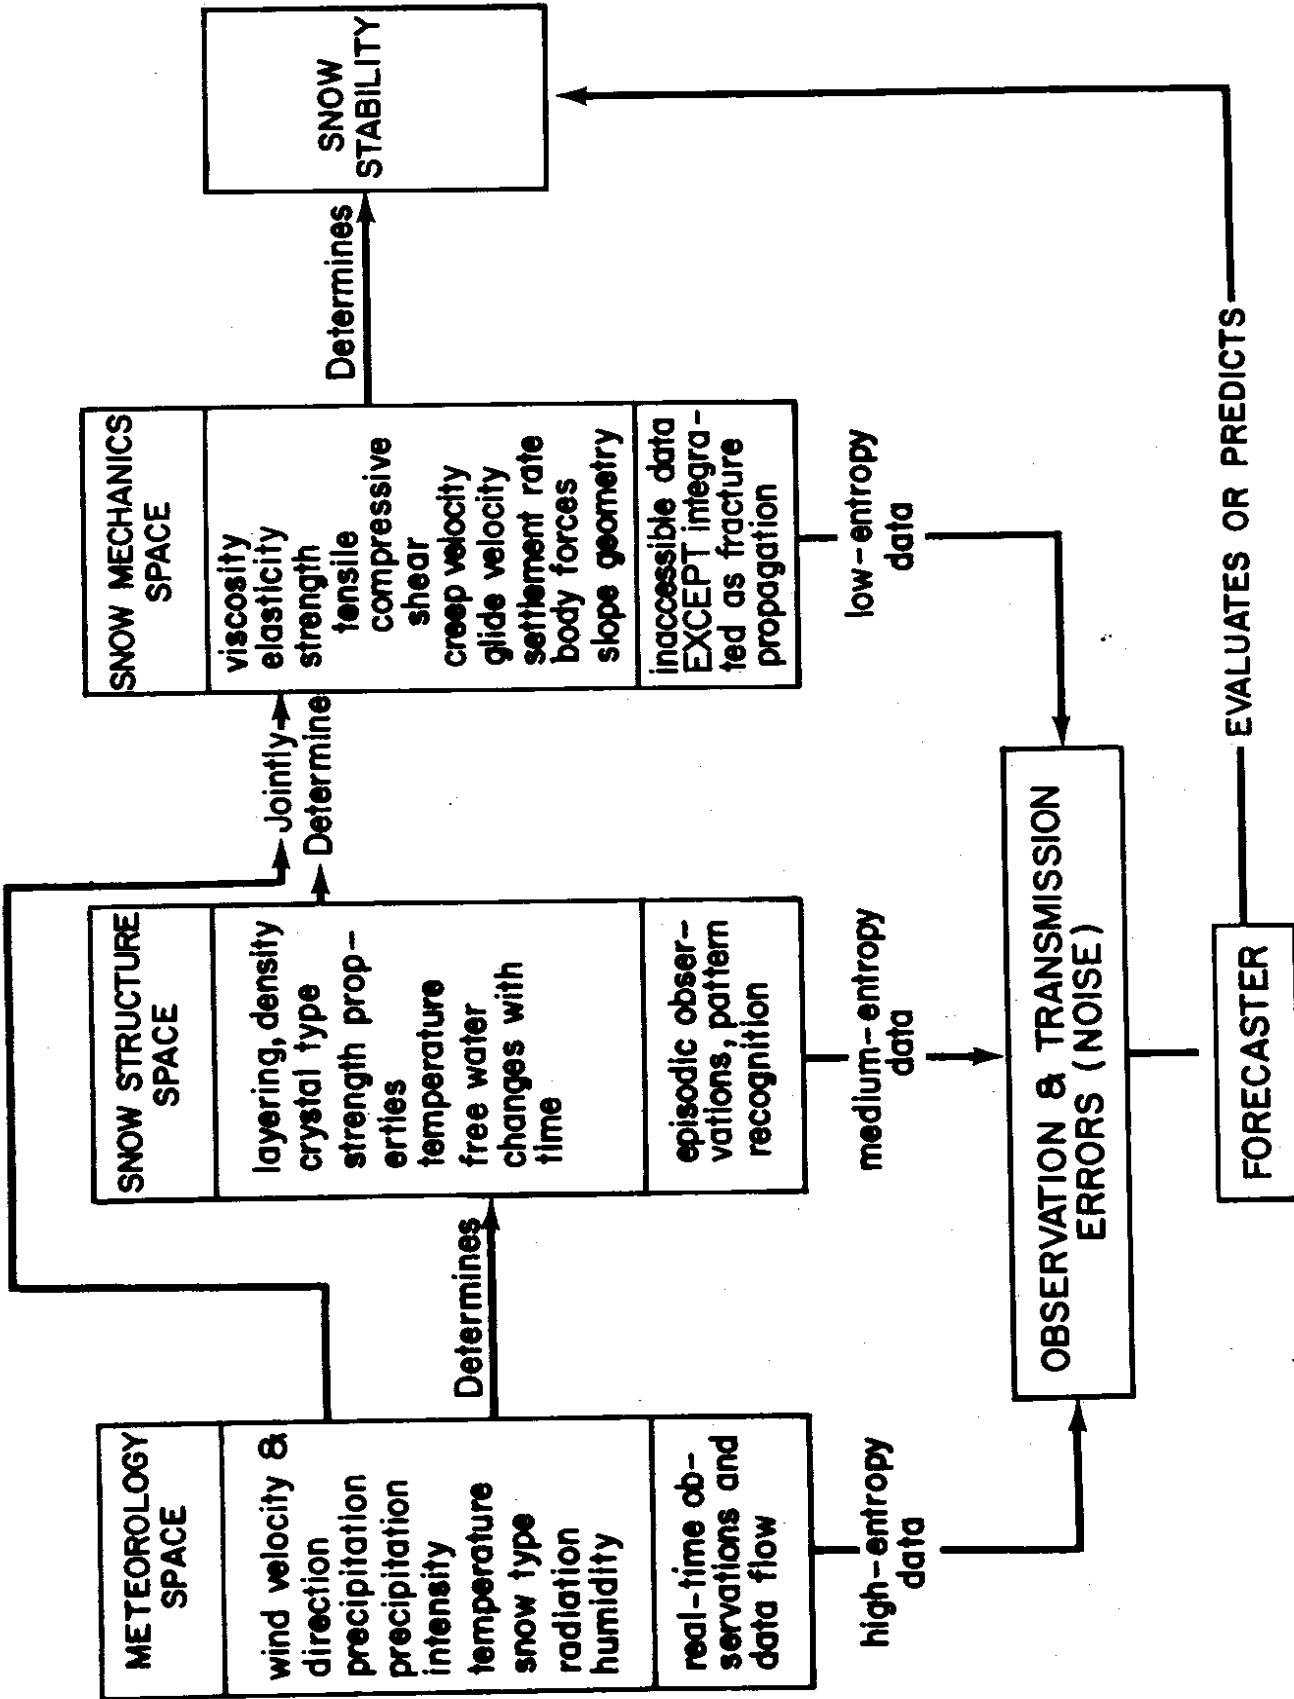 METEOROLOGY
SPACE
wind velocity &
direction
precipitation
precipitation
intensity
temperature
snow type
radiation
humidity
real-time ob-
servations and
data flow
high-entropy
data
Determines
SNOW STRUCTURE
SPACE
layering, density
crystal type
strength prop-
erties
temperature
free water
changes with
time
episodic obser-
vations, pattern
recognition
medium-entropy
data
Jointly
Determine
SNOW MECHANICS
SPACE
viscosity
elasticity
strength
tensile
compressive
shear
creep velocity
glide velocity
settlement rate
body forces
slope geometry
inaccessible data
EXCEPT integra-
ted as fracture
propagation
low-entropy
data
Determines
SNOW
STABILITY
OBSERVATION & TRANSMISSION
ERRORS (NOISE)
FORECASTER
EVALUATES OR PREDICTS